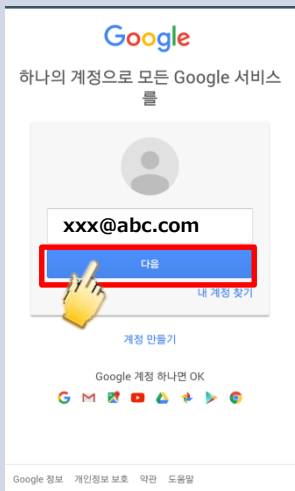 Google
하나의 계정으로 모든 Google 서비스
를
xxx@abc.com
다음
내 계정 찾기
계정 만들기
Google 계정 하나면 OK
Google 정보 개인정보 보호 약관 도움말